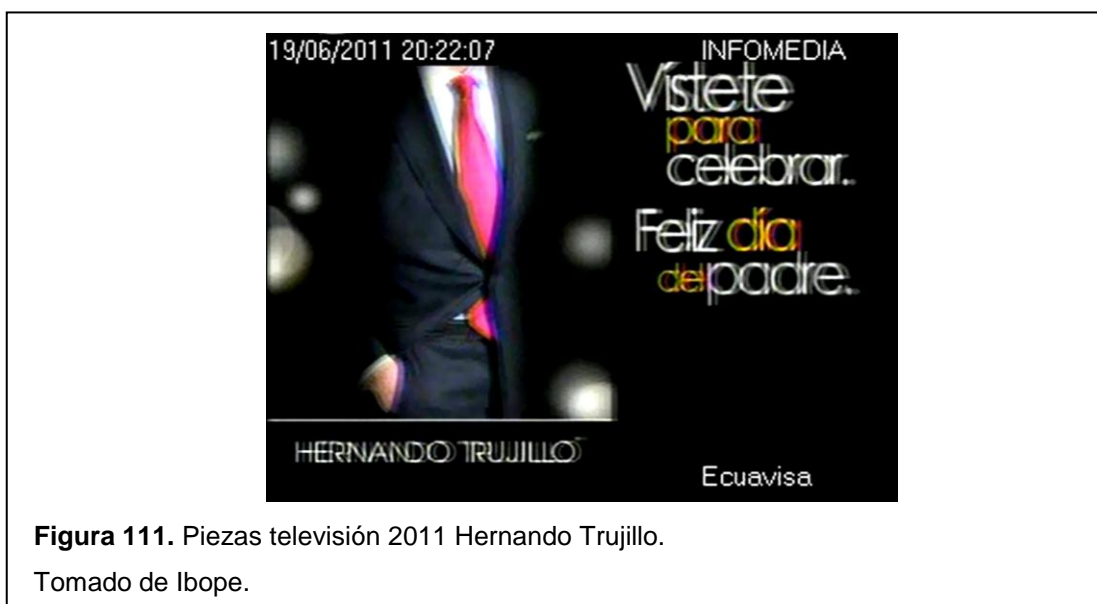 19/06/2011 20:22:07 INFOMEDIA
Vístete
para
celebrar.
Feliz día
del padre.
HERNANDO TRUJILLO
Ecuavisa
Figura 111. Piezas televisión 2011 Hernando Trujillo.
Tomado de Ibope.